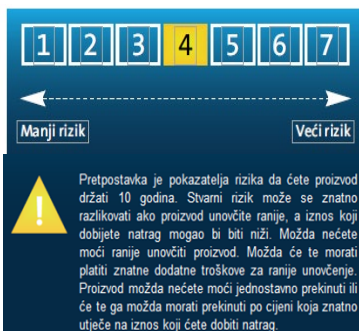 1 2 3 4 5 6 7
Manji rizik Veći rizik
Pretpostavka je pokazatelja rizika da ćete proizvod
držati 10 godina. Stvarni rizik može se znatno
razlikovati ako proizvod unovčite ranije, a iznos koji
dobijete natrag mogao bi biti niži. Možda nećete
moći ranije unovčiti proizvod. Možda će te morati
platiti znatne dodatne troškove za ranije unovčenje.
Proizvod možda nećete moći jednostavno prekinuti ili
će te ga možda morati prekinuti po cijeni koja znatno
utječe na iznos koji ćete dobiti natrag.